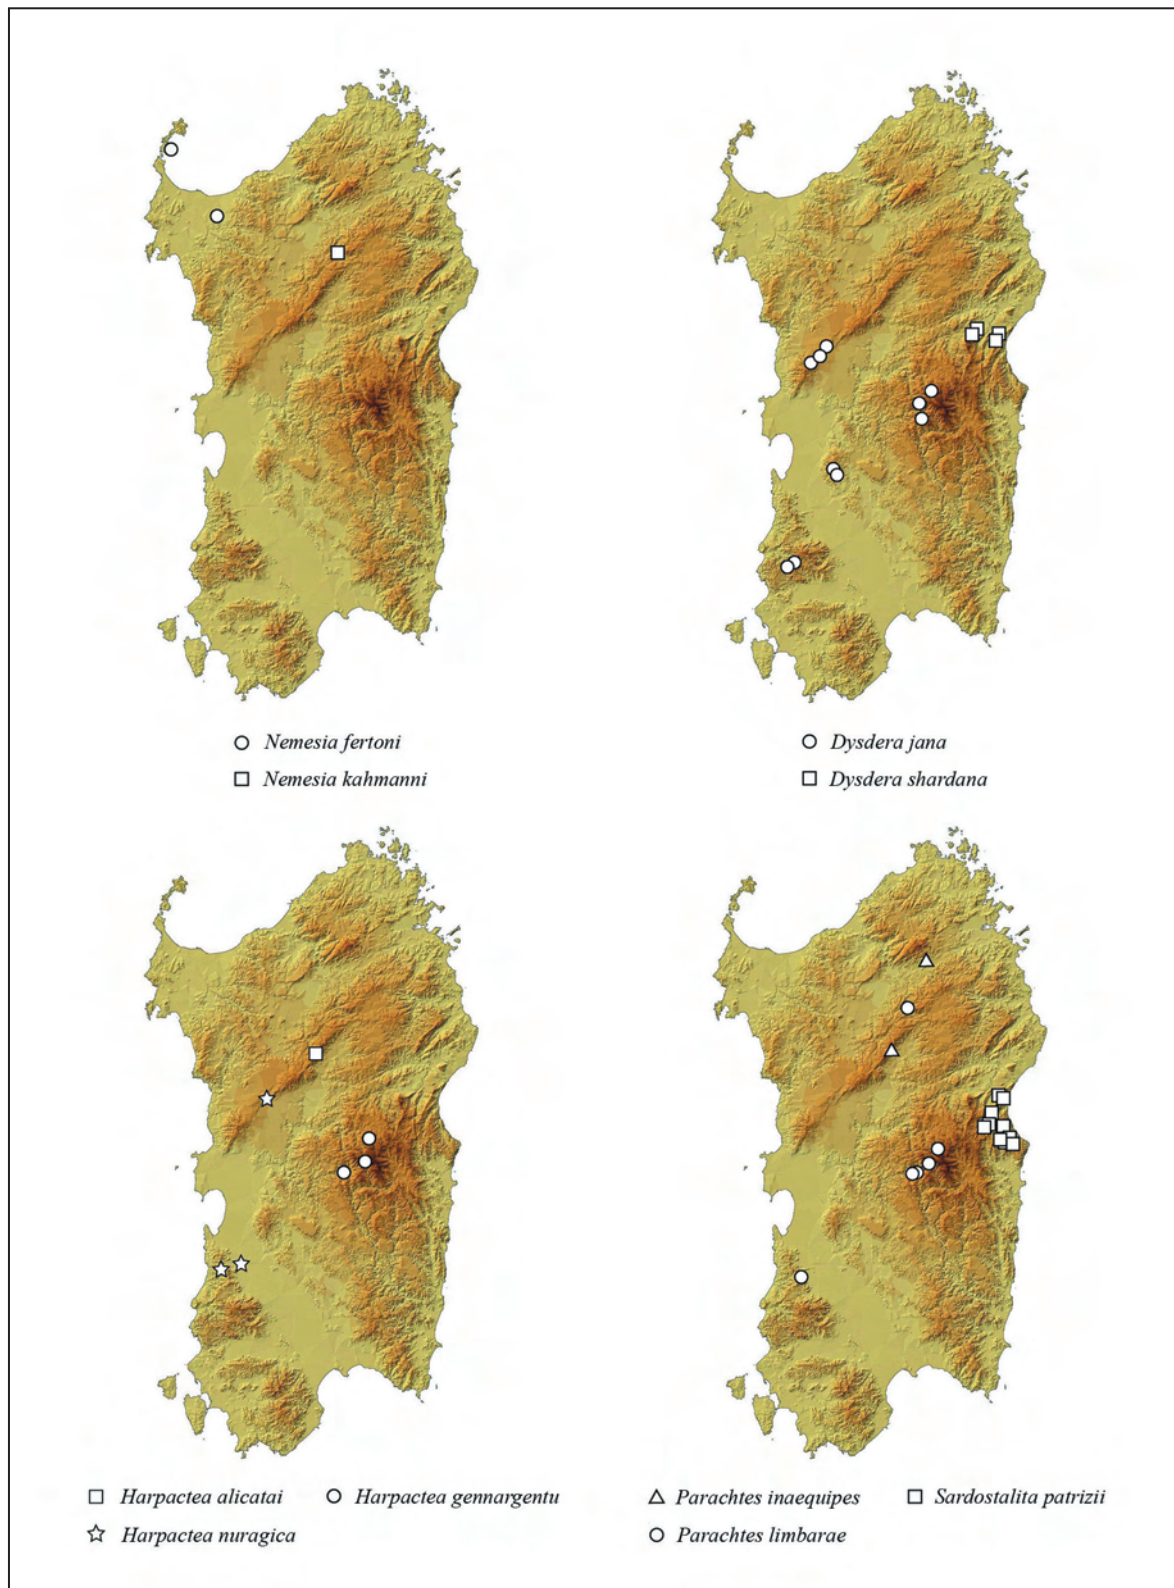 Nemesia fertoni
Nemesia kahmanni
Dysdera jana
Dysdera shardana
Harpactea alicatai
Harpactea gennargentu
Harpactea nuragica
Parachtes inaequipes
Sardostalita patrizii
Parachtes limbarae